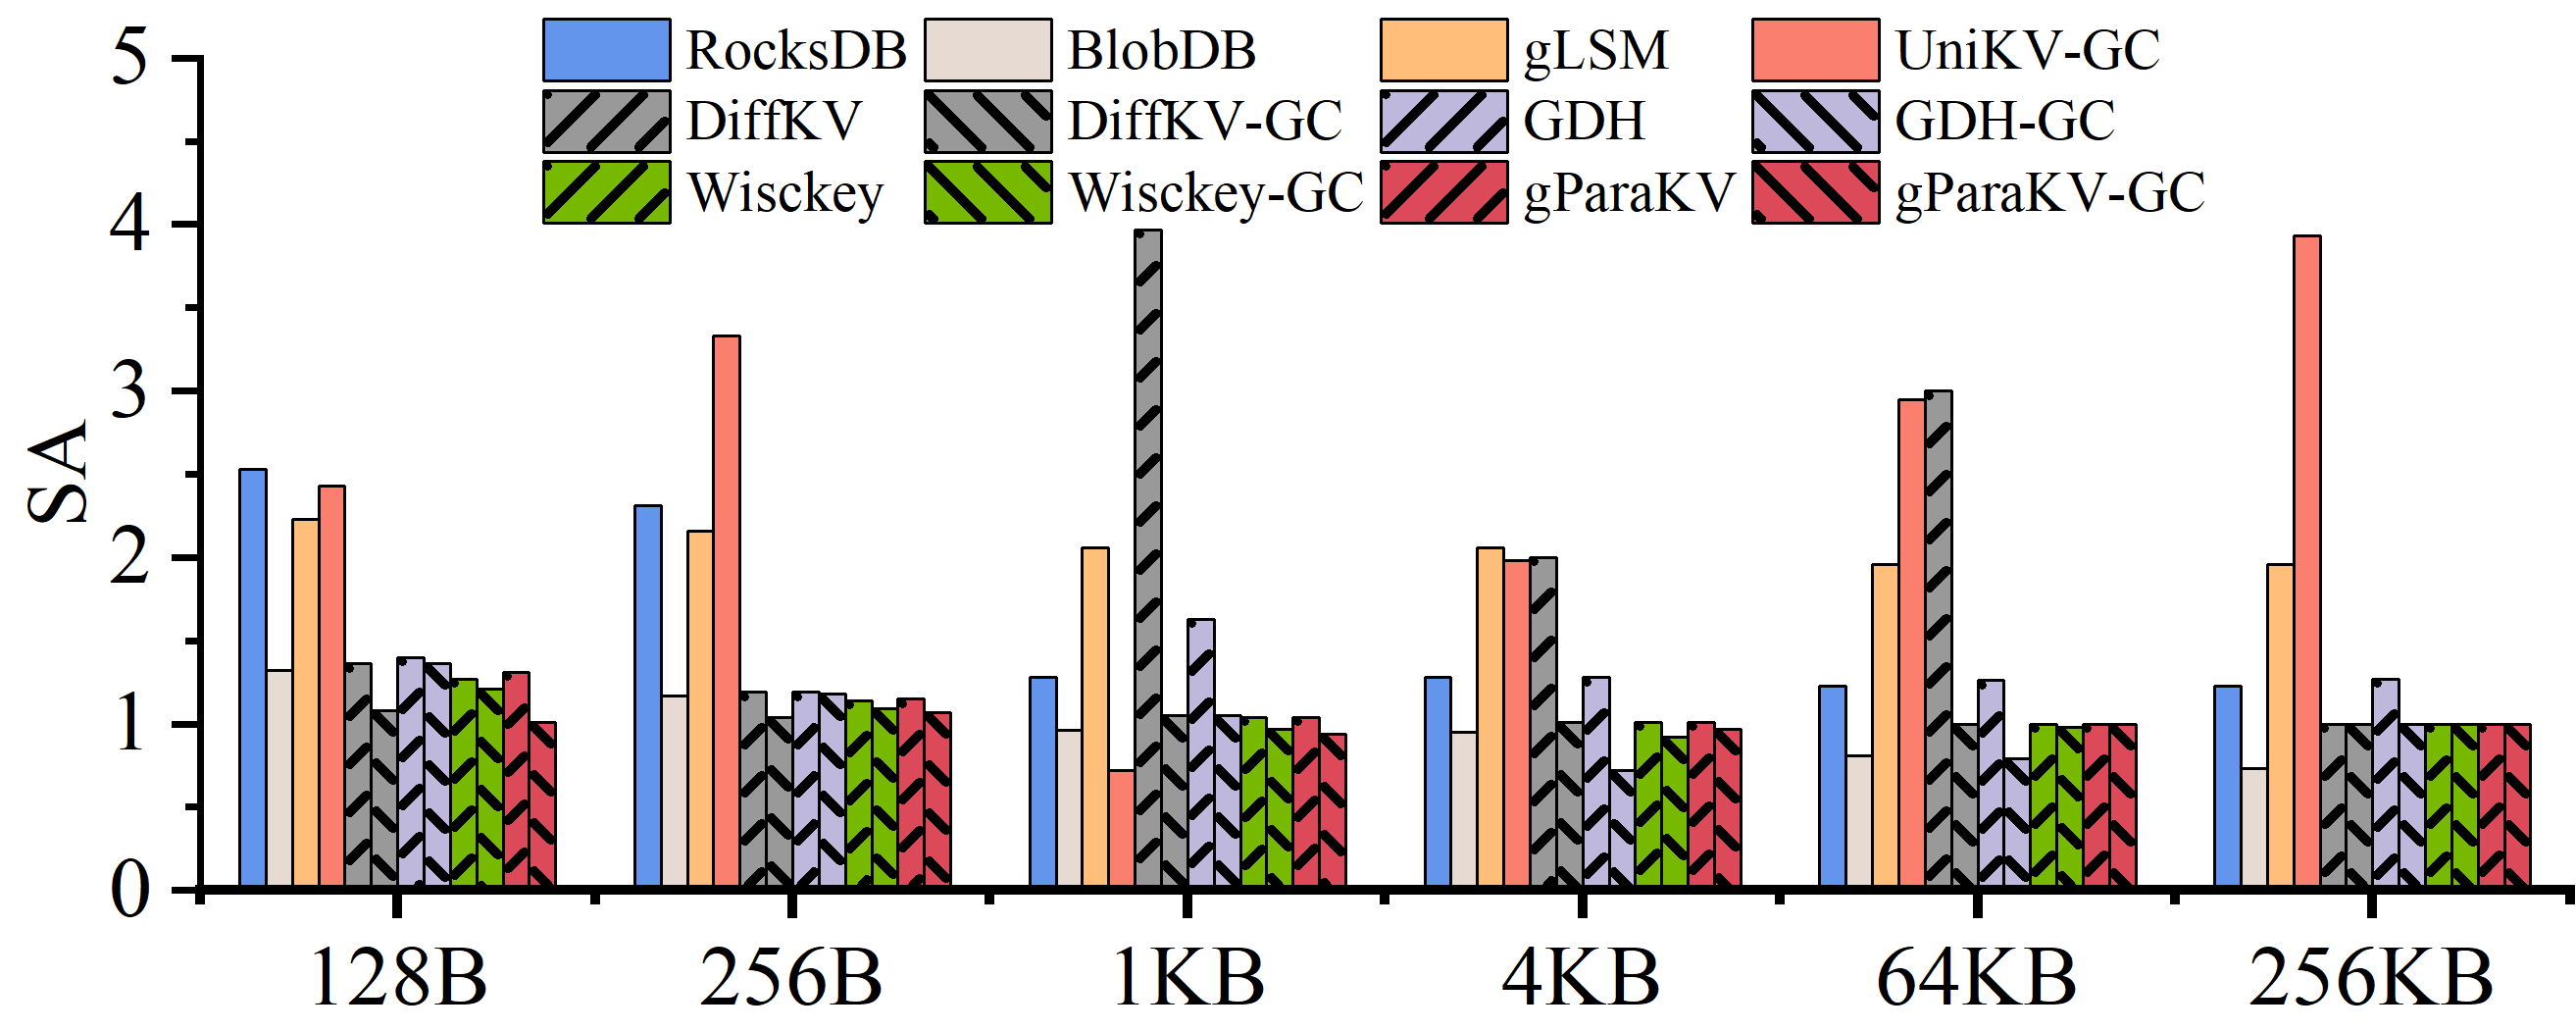 RocksDB BlobDB gLSM UniKV-GC
DiffKV DiffKV-GC GDH GDH-GC
Wisckey Wisckey-GC gParaKV gParaKV-GC
5
4
3
2
1
0
SA
128B 256B 1KB 4KB 64KB 256KB